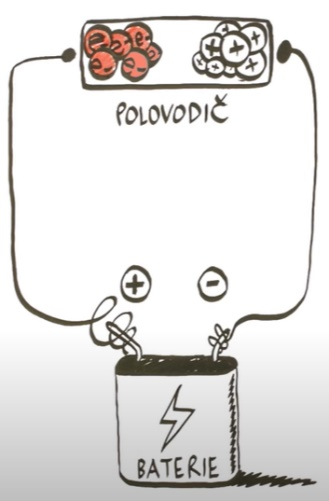 e- e- e- e- e- + + + + + +
POLOVODIČ
+ -
BATERIE